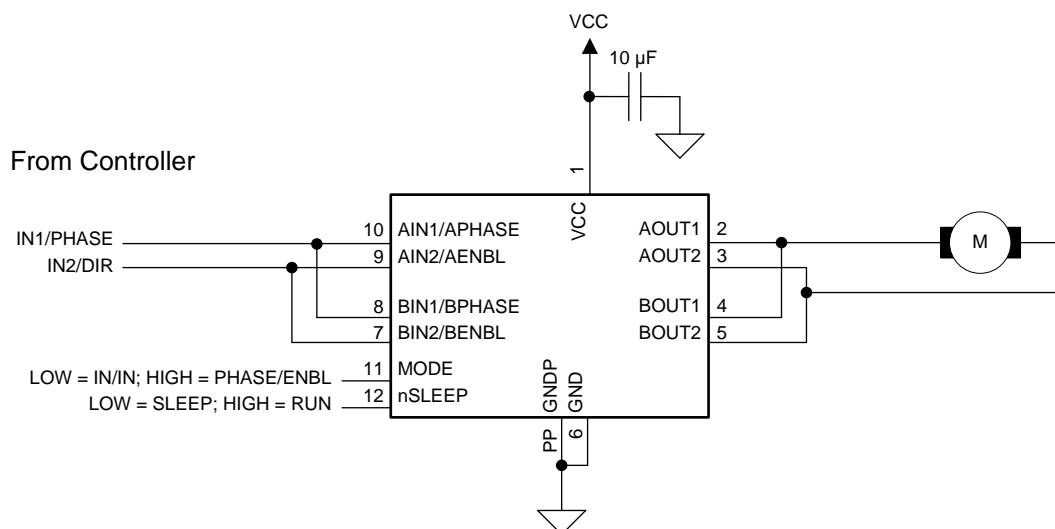 VCC
10 µF
From Controller
1
VCC
IN1/PHASE
IN2/DIR
10
9
8
7
11
12
AIN1/APHASE
AIN2/AENBL
BIN1/BPHASE
BIN2/BENBL
MODE
nSLEEP
LOW = IN/IN; HIGH = PHASE/ENBL
LOW = SLEEP; HIGH = RUN
AOUT1
AOUT2
BOUT1
BOUT2
2
3
4
5
M
GNDP
GND
PP
6